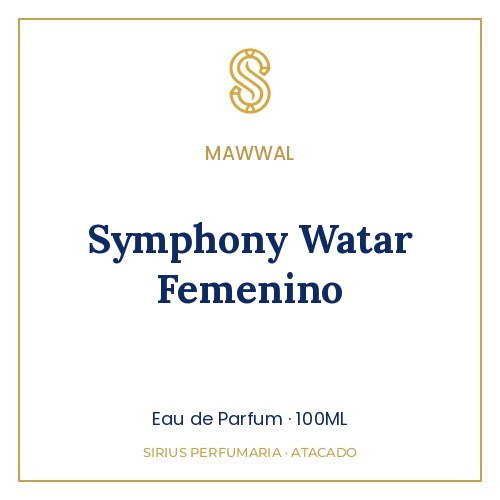 MAWWAL
Symphony Watar
Femenino
Eau de Parfum · 100ML
SIRIUS PERFUMARIA · ATACADO